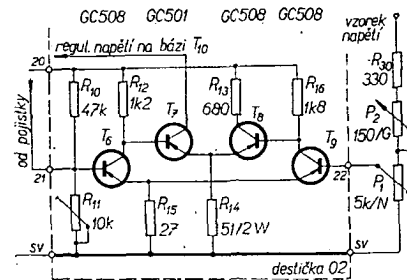 GC508 GC501 GC508 GC508
vzorek
napětí
regul. napětí na bázi T10
20
R10
4,7k
R12
1k2
R13
680
R16
1k8
R30
330
od pojistky
T6
T7
T8
T9
P2
150/G
21
22
P1
5k/N
R11
10k
R15
27
R14
51/2 W
sv
sv
destička 02